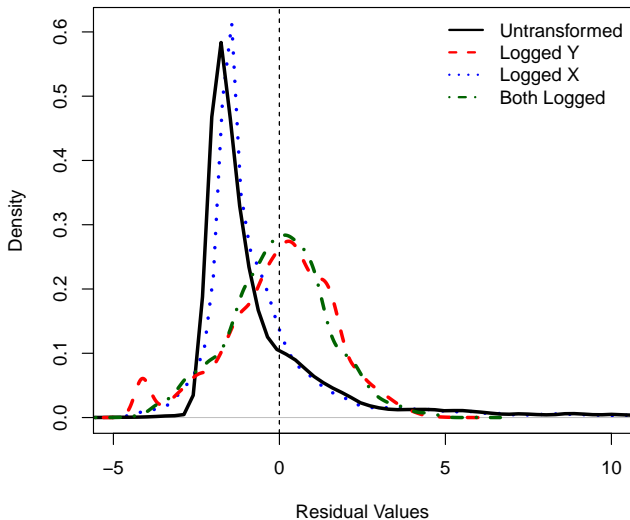 Untransformed
Logged Y
Logged X
Both Logged
0.6
0.5
0.4
0.3
0.2
0.1
0.0
Density
−5
0
5
10
Residual Values